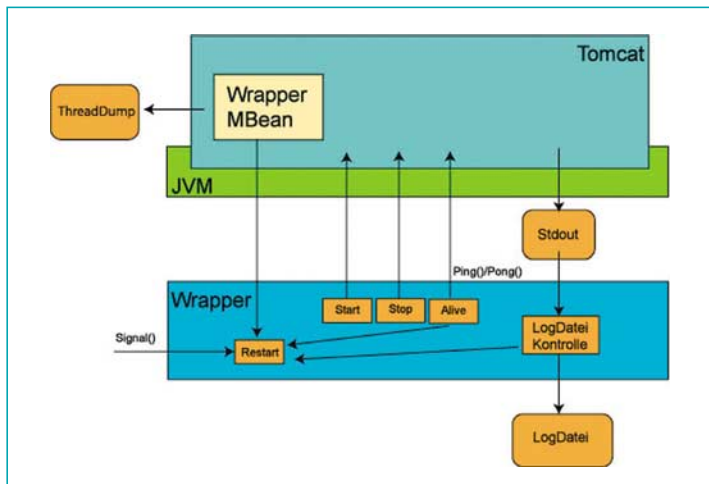 Tomcat
Wrapper
MBean
ThreadDump
JVM
Stdout
Ping()/Pong()
Wrapper
Start
Stop
Alive
LogDatei
Kontrolle
Signal()
Restart
LogDatei